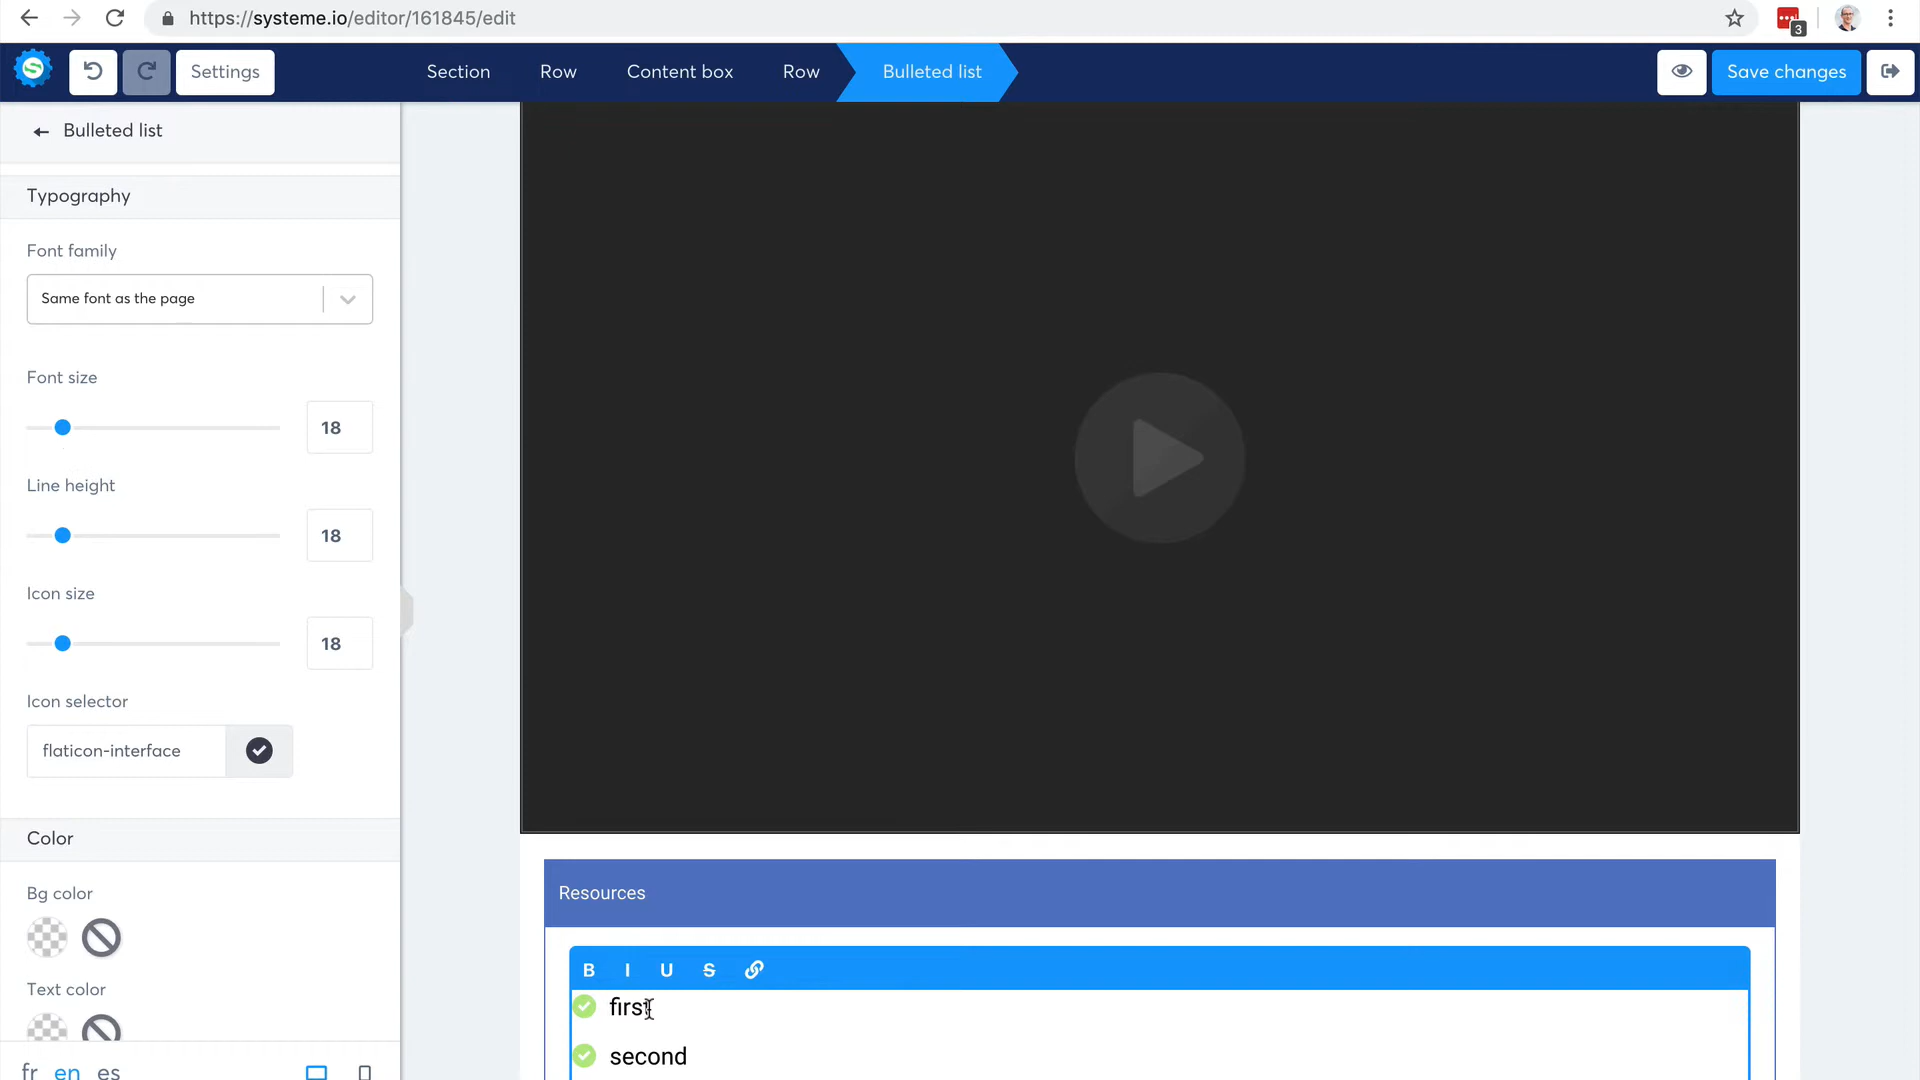 https://systeme.io/editor/161845/edit
3
Settings
Section
Row
Content box
Row
Bulleted list
Save changes
Bulleted list
Typography
Font family
Same font as the page
Font size
18
Line height
18
Icon size
18
Icon selector
flaticon-interface
Color
Bg color
Text color
fr en es
Resources
B I U S
first
second